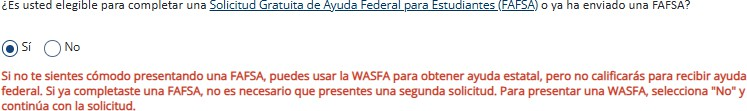 ¿Es usted elegible para completar una Solicitud Gratuita de Ayuda Federal para Estudiantes (FAFSA) o ya ha enviado una FAFSA?
Sí No
Si no te sientes cómodo presentando una FAFSA, puedes usar la WASFA para obtener ayuda estatal, pero no calificarás para recibir ayuda
federal. Si ya completaste una FAFSA, no es necesario que presentes una segunda solicitud. Para presentar una WASFA, selecciona "No" y
continúa con la solicitud.